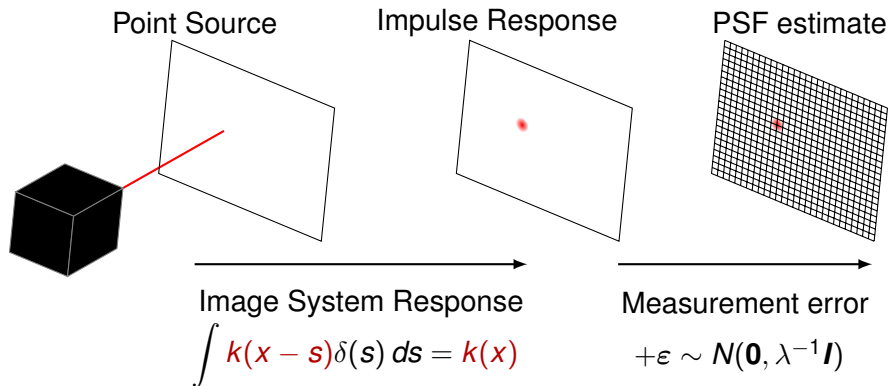 Point Source
Impulse Response
PSF estimate
Image System Response
Measurement error
∫ k(x − s)δ(s) ds = k(x)
+ε ∼ N(0, λ⁻¹I)